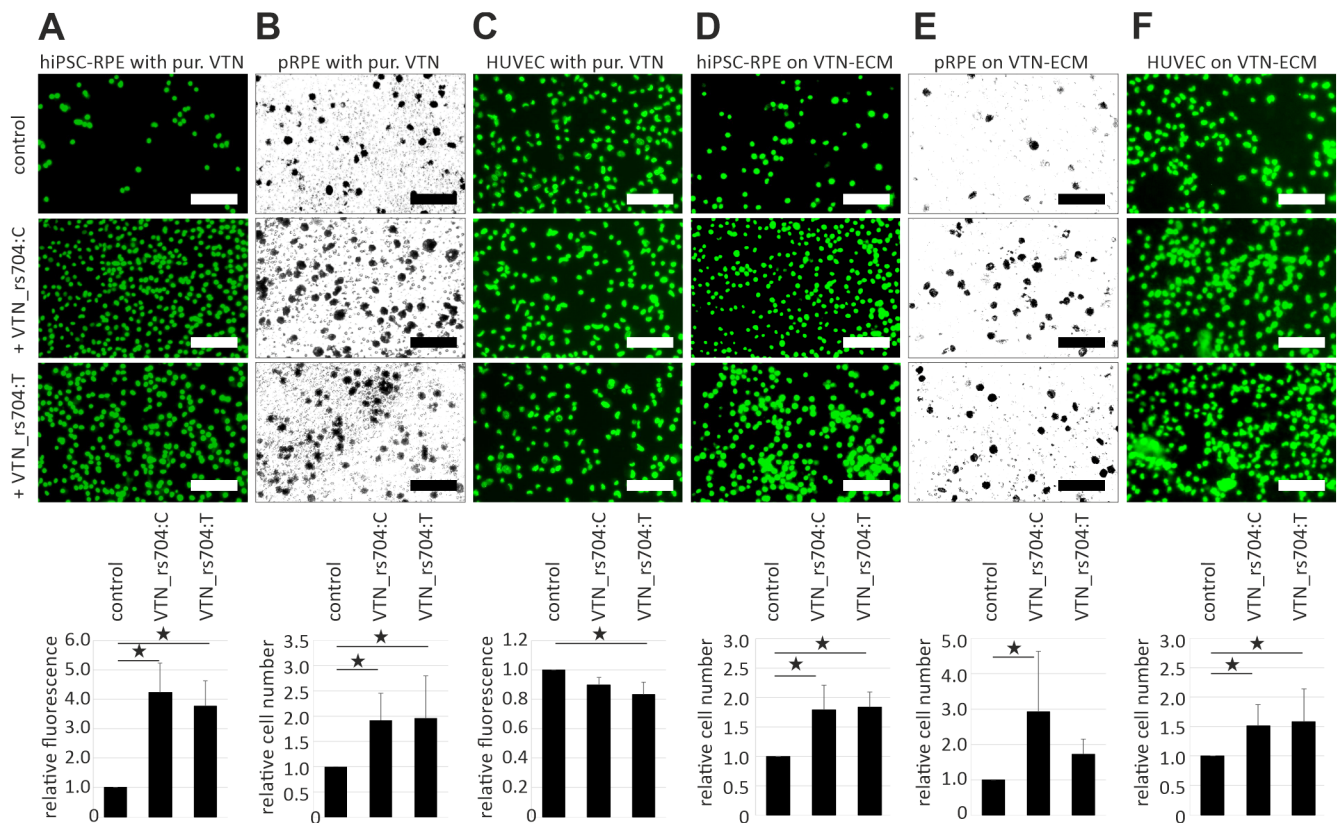 A
B
C
D
E
F
hiPSC-RPE with pur. VTN
pRPE with pur. VTN
HUVEC with pur. VTN
hiPSC-RPE on VTN-ECM
pRPE on VTN-ECM
HUVEC on VTN-ECM
control
+ VTN_rs704:C
+ VTN_rs704:T
control
VTN_rs704:C
VTN_rs704:T
control
VTN_rs704:C
VTN_rs704:T
control
VTN_rs704:C
VTN_rs704:T
control
VTN_rs704:C
VTN_rs704:T
control
VTN_rs704:C
VTN_rs704:T
control
VTN_rs704:C
VTN_rs704:T
relative fluorescence
6.0
5.0
4.0
3.0
2.0
1.0
0
relative cell number
3.5
3.0
2.5
2.0
1.5
1.0
0.5
0
relative fluorescence
1.2
1.0
0.8
0.6
0.4
0.2
0
relative cell number
3.0
2.5
2.0
1.5
1.0
0.5
0
relative cell number
5.0
4.0
3.0
2.0
1.0
0
relative cell number
3.0
2.5
2.0
1.5
1.0
0.5
0